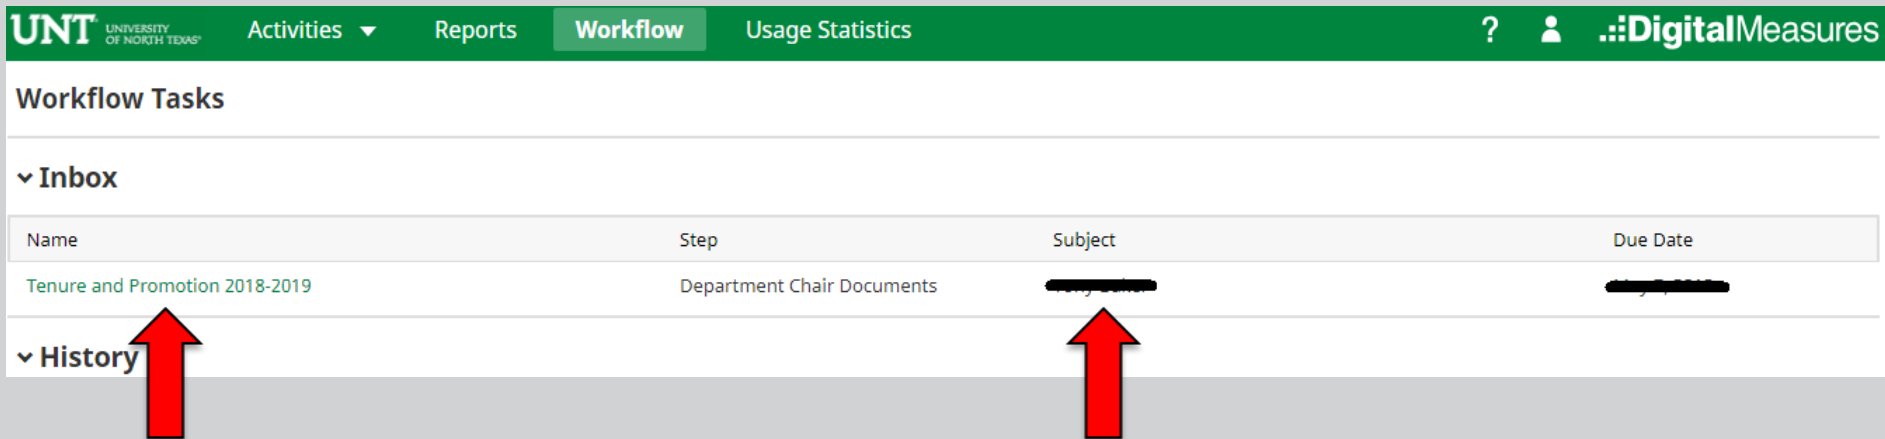 UNT UNIVERSITY OF NORTH TEXAS® Activities Reports Workflow Usage Statistics ? .::DigitalMeasures
Workflow Tasks
Inbox
Name Step Subject Due Date
Tenure and Promotion 2018-2019 Department Chair Documents
History